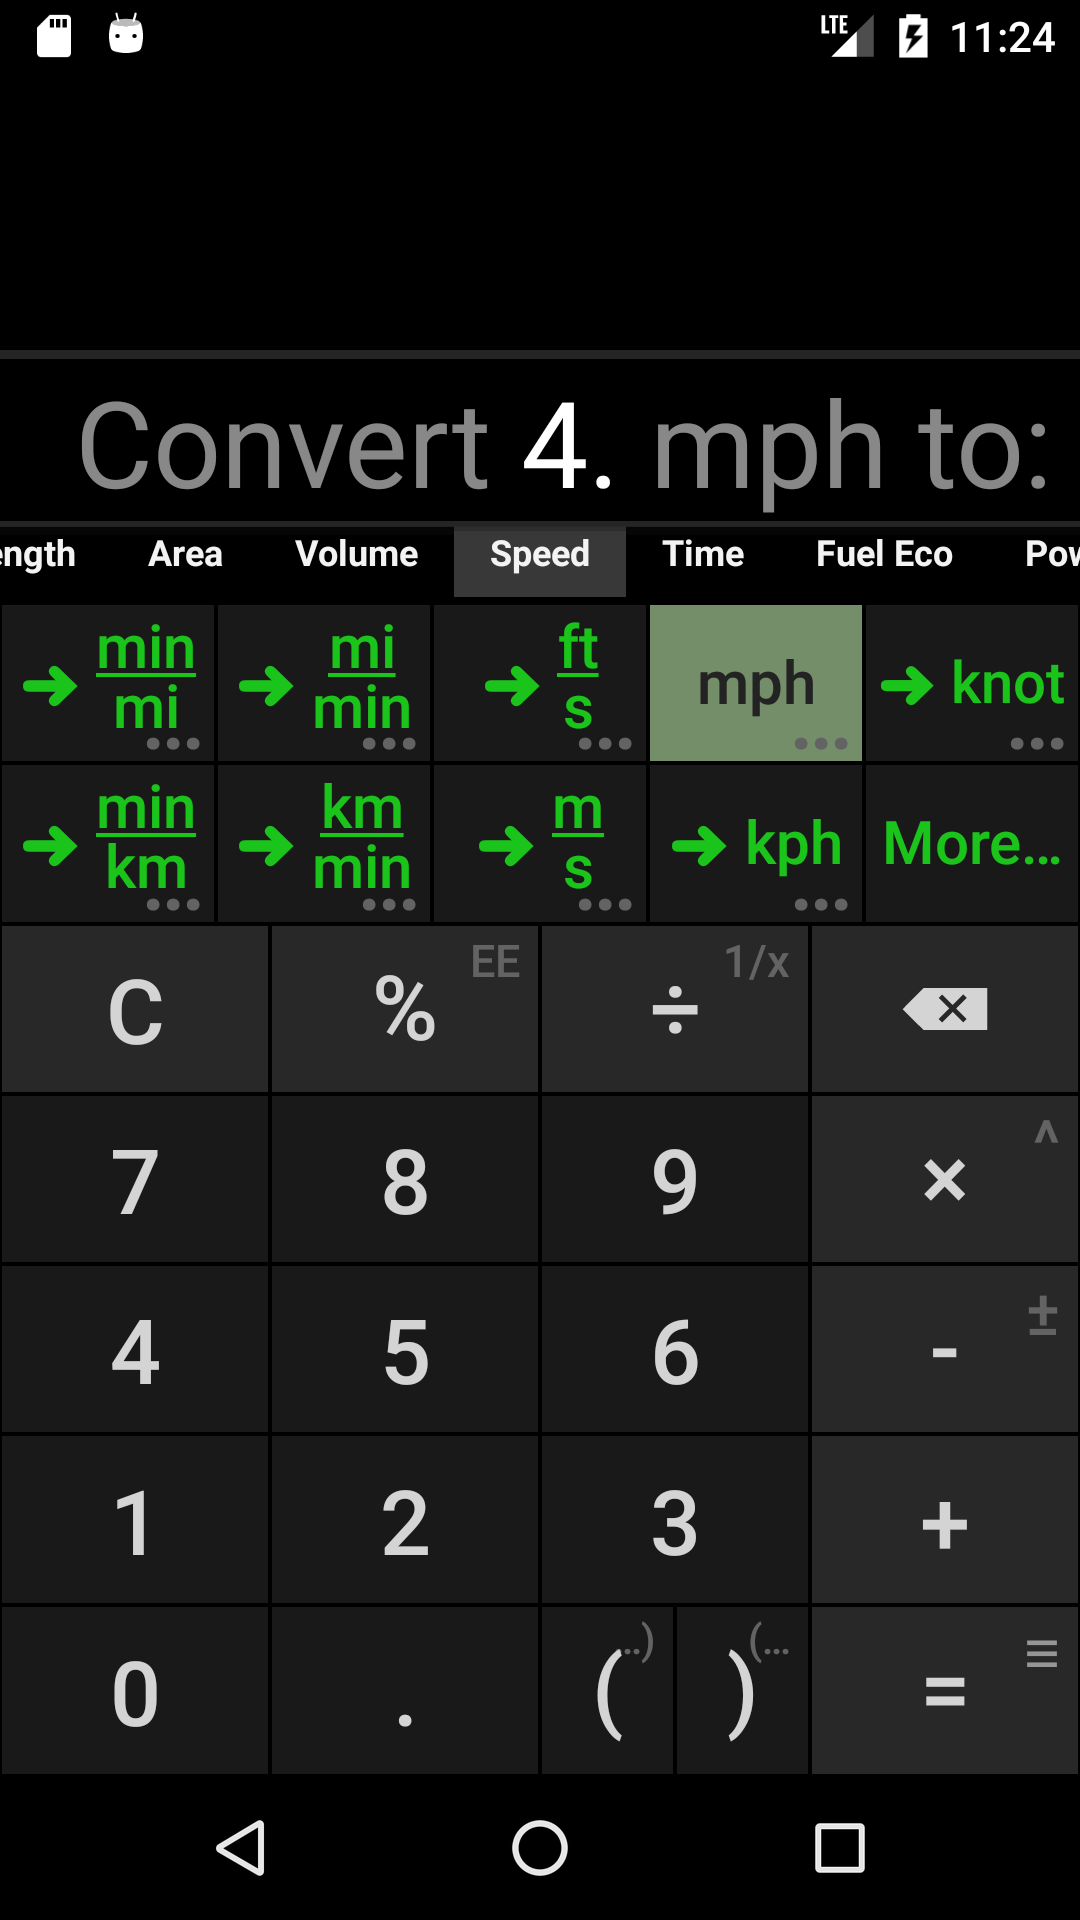 LTE 11:24
Convert 4. mph to:
ength Area Volume Speed Time Fuel Eco Pow
➔ min/mi ➔ mi/min ➔ ft/s mph ➔ knot
➔ min/km ➔ km/min ➔ m/s ➔ kph More...
C % EE ÷ 1/x
7 8 9 × ^
4 5 6 - ±
1 2 3 +
0 . ( ..) ) (... =